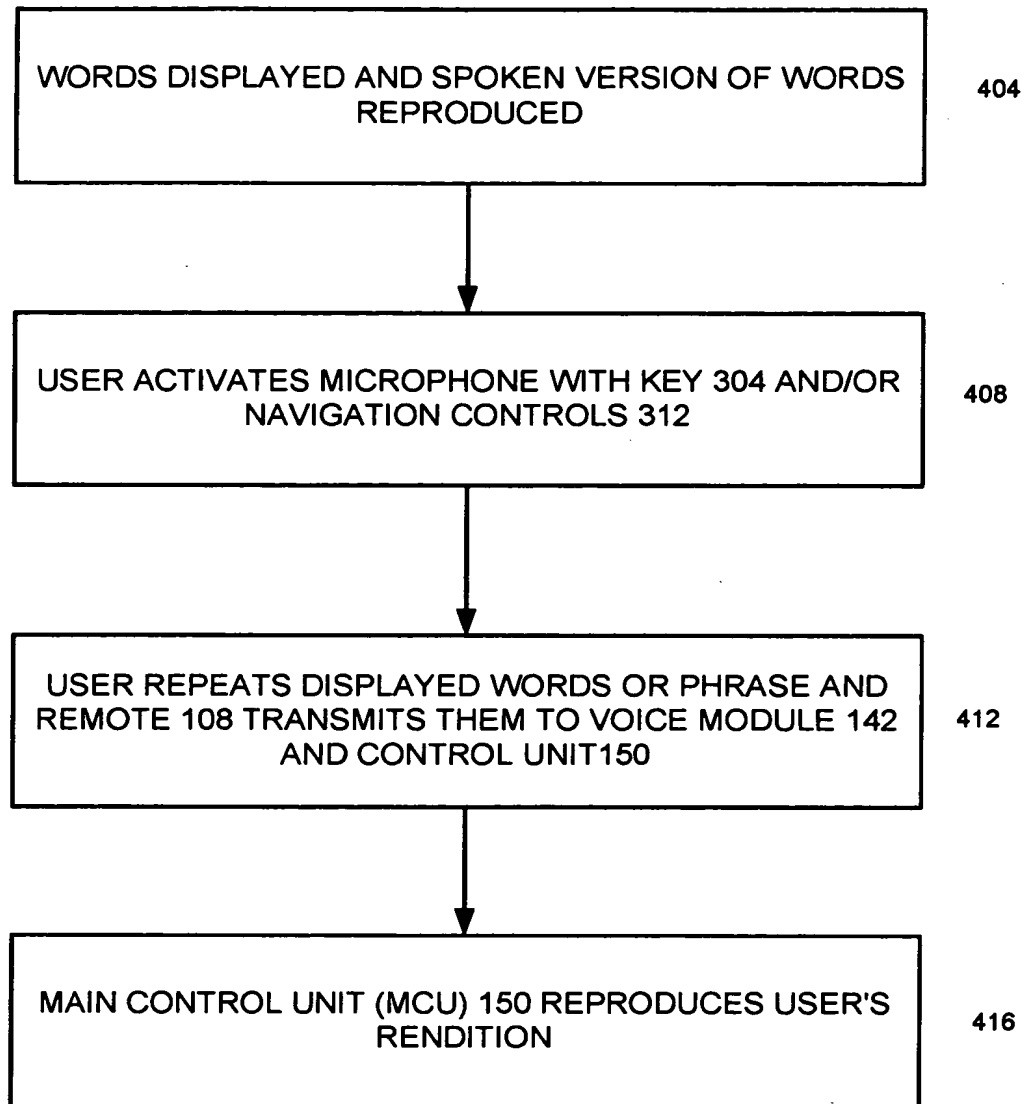 WORDS DISPLAYED AND SPOKEN VERSION OF WORDS
REPRODUCED
404
USER ACTIVATES MICROPHONE WITH KEY 304 AND/OR
NAVIGATION CONTROLS 312
408
USER REPEATS DISPLAYED WORDS OR PHRASE AND
REMOTE 108 TRANSMITS THEM TO VOICE MODULE 142
AND CONTROL UNIT150
412
MAIN CONTROL UNIT (MCU) 150 REPRODUCES USER'S
RENDITION
416